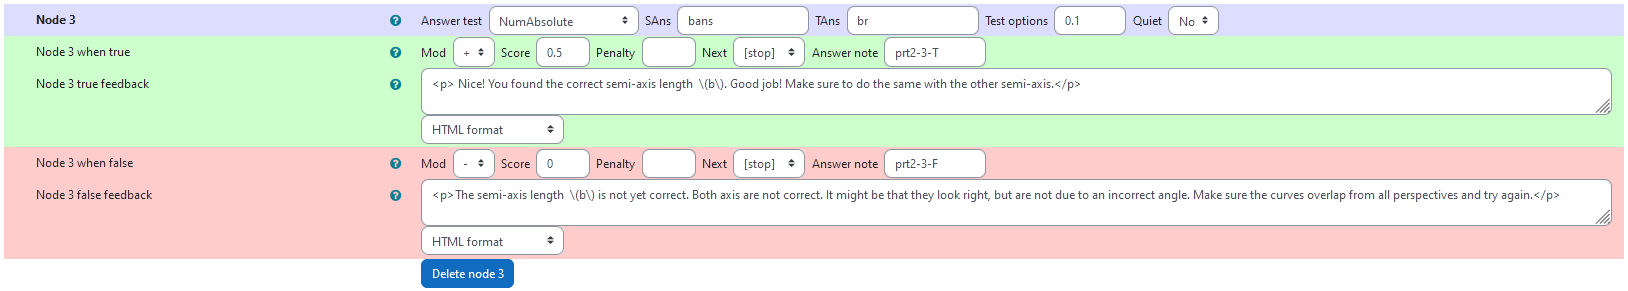 Node 3 Answer test NumAbsolute SAns bans TAns br Test options 0.1 Quiet No
Node 3 when true Mod + Score 0.5 Penalty Next [stop] Answer note prt2-3-T
Node 3 true feedback <p> Nice! You found the correct semi-axis length \(b\). Good job! Make sure to do the same with the other semi-axis.</p>
HTML format
Node 3 when false Mod - Score 0 Penalty Next [stop] Answer note prt2-3-F
Node 3 false feedback <p>The semi-axis length \(b\) is not yet correct. Both axis are not correct. It might be that they look right, but are not due to an incorrect angle. Make sure the curves overlap from all perspectives and try again.</p>
HTML format
Delete node 3